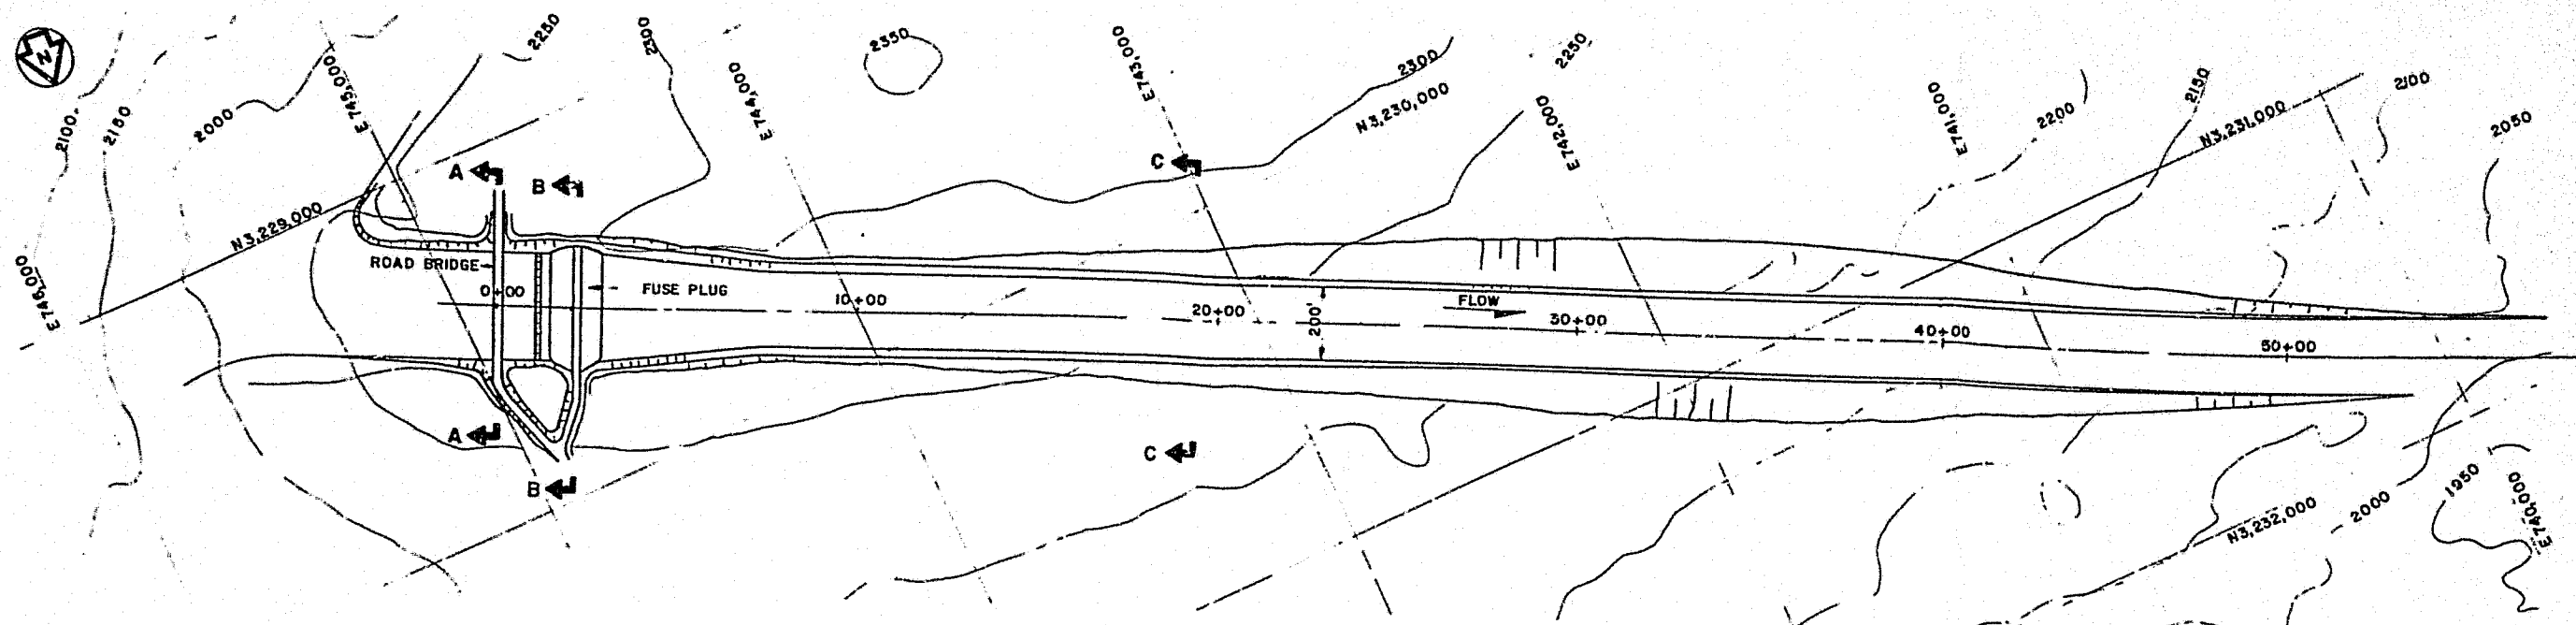 N
2100
2150
2000
2250
2300
2350
2300
2250
2200
2150
2100
2050
E746,000
E745,000
E744,000
E743,000
E742,000
E741,000
N3,229,000
N3,230,000
N3,231,000
A
B
C
ROAD BRIDGE
FUSE PLUG
0+00
10+00
20+00
200'
FLOW
30+00
40+00
50+00
A
B
C
N3,232,000
2000
1950
E740,000